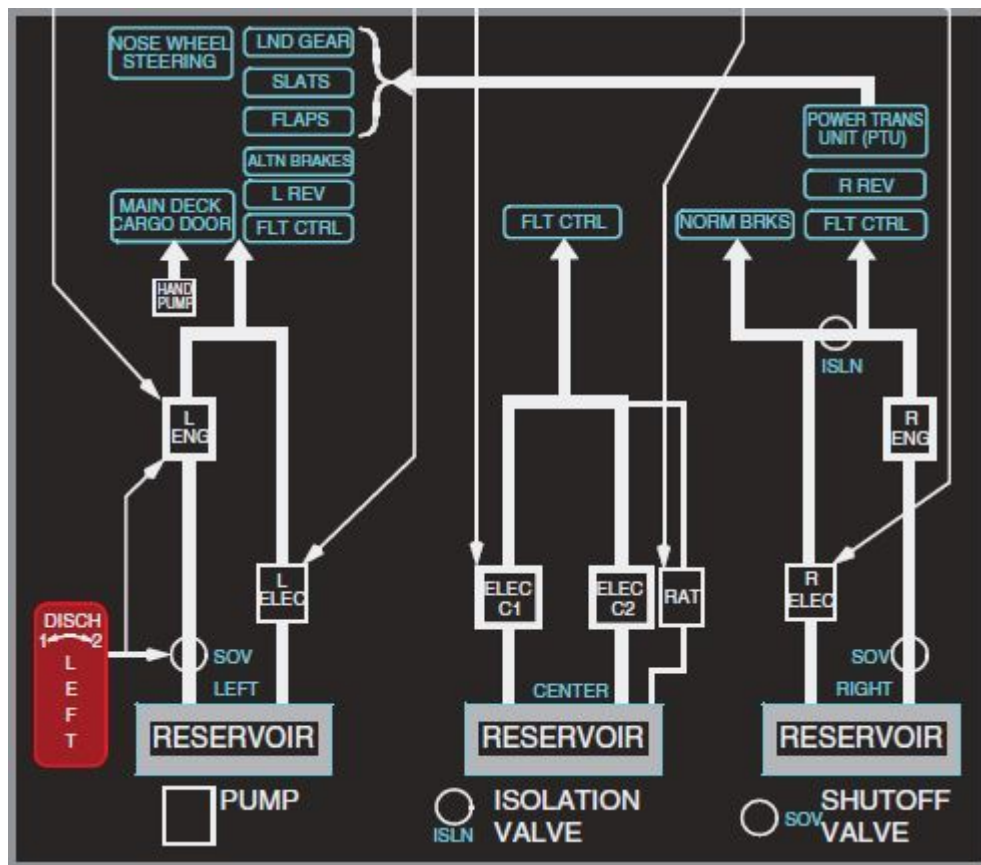 NOSE WHEEL
STEERING
LND GEAR
SLATS
FLAPS
ALTN BRAKES
L REV
FLT CTRL
MAIN DECK
CARGO DOOR
HAND
PUMP
FLT CTRL
POWER TRANS
UNIT (PTU)
R REV
NORM BRKS
FLT CTRL
ISLN
L
ENG
R
ENG
L
ELEC
ELEC
C1
ELEC
C2
RAT
R
ELEC
DISCH
1 2
L
E
F
T
SOV
LEFT
CENTER
SOV
RIGHT
RESERVOIR
RESERVOIR
RESERVOIR
PUMP
ISLN
ISOLATION
VALVE
SOV
SHUTOFF
VALVE